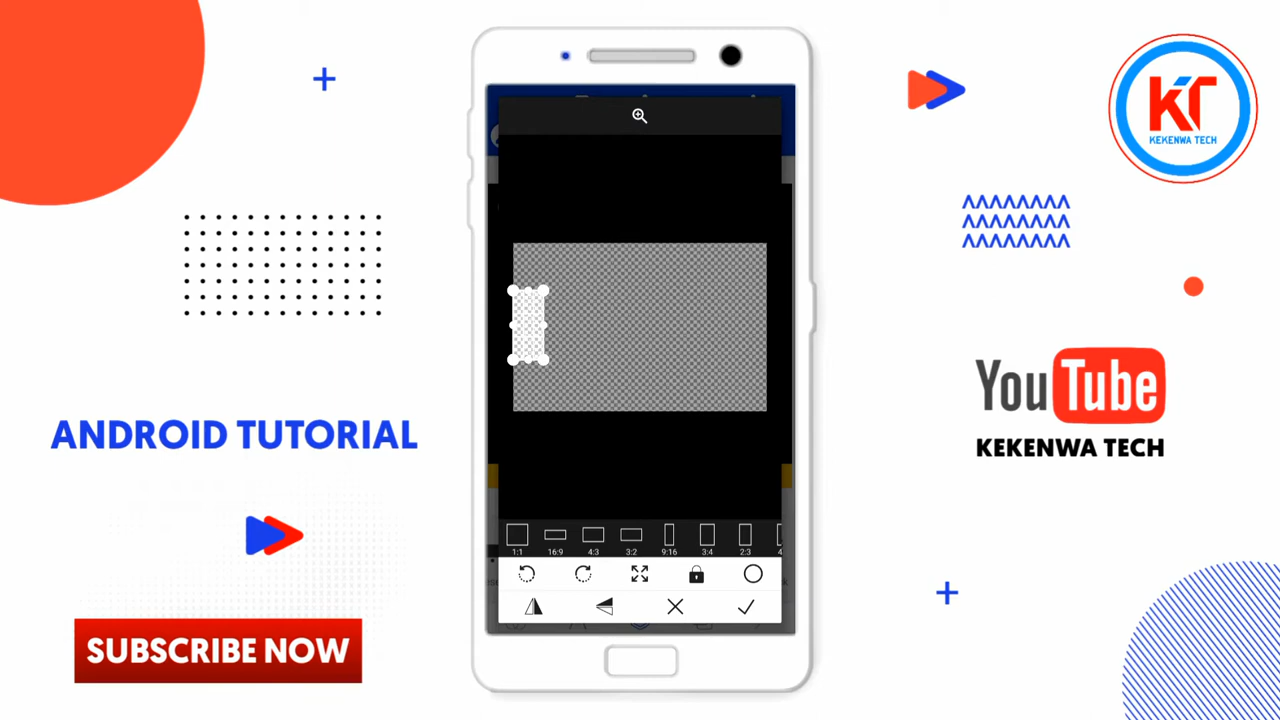 KT
KEKENWA TECH
ANDROID TUTORIAL
SUBSCRIBE NOW
1:1 16:9 4:3 3:2 9:16 3:4 2:3
YouTube
KEKENWA TECH